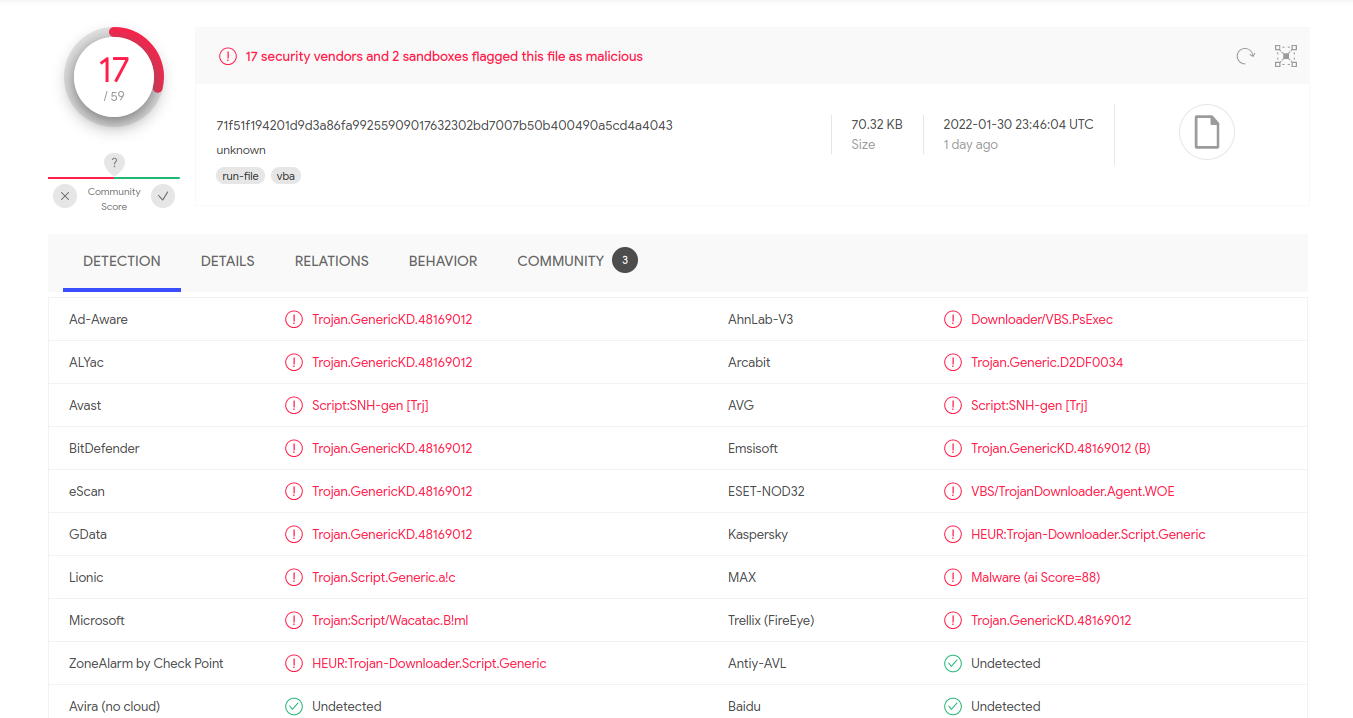 17
/ 59
17 security vendors and 2 sandboxes flagged this file as malicious
71f51f194201d9d3a86fa99255909017632302bd7007b50b400490a5cd4a4043
unknown
run-file vba
70.32 KB
Size
2022-01-30 23:46:04 UTC
1 day ago
?
Community
Score
DETECTION DETAILS RELATIONS BEHAVIOR COMMUNITY 3
Ad-Aware Trojan.GenericKD.48169012 AhnLab-V3 Downloader/VBS.PsExec
ALYac Trojan.GenericKD.48169012 Arcabit Trojan.Generic.D2DF0034
Avast Script:SNH-gen [Trj] AVG Script:SNH-gen [Trj]
BitDefender Trojan.GenericKD.48169012 Emsisoft Trojan.GenericKD.48169012 (B)
eScan Trojan.GenericKD.48169012 ESET-NOD32 VBS/TrojanDownloader.Agent.WOE
GData Trojan.GenericKD.48169012 Kaspersky HEUR:Trojan-Downloader.Script.Generic
Lionic Trojan.Script.Generic.a!c MAX Malware (ai Score=88)
Microsoft Trojan:Script/Wacatac.B!ml Trellix (FireEye) Trojan.GenericKD.48169012
ZoneAlarm by Check Point HEUR:Trojan-Downloader.Script.Generic Antiy-AVL Undetected
Avira (no cloud) Undetected Baidu Undetected